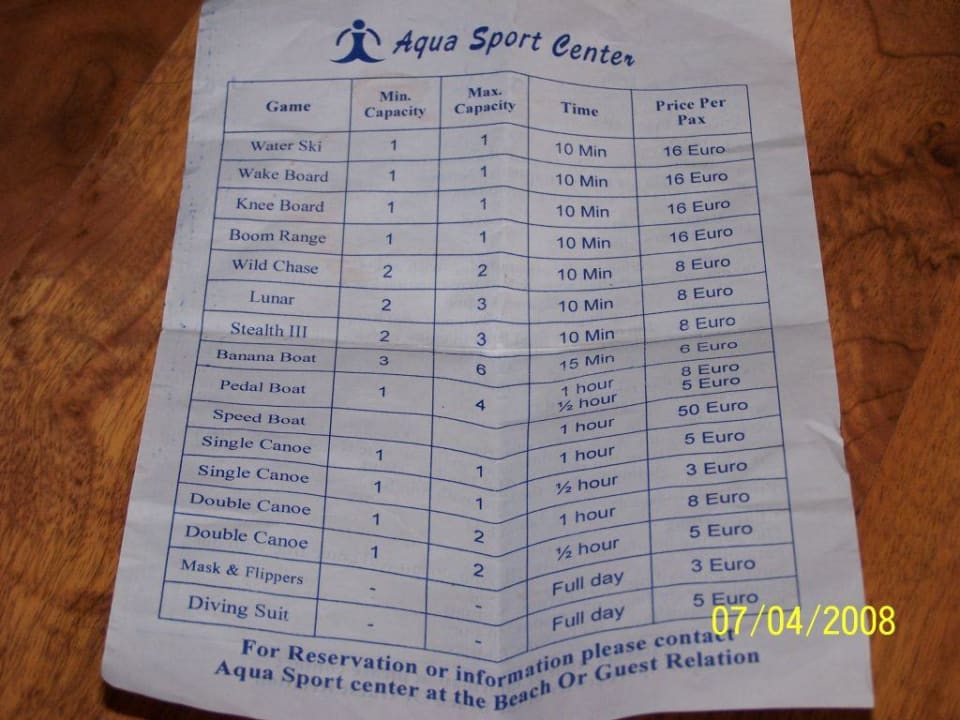 Aqua Sport Center
Game Min. Capacity Max. Capacity Time Price Per Pax
Water Ski 1 1 10 Min 16 Euro
Wake Board 1 1 10 Min 16 Euro
Knee Board 1 1 10 Min 16 Euro
Boom Range 1 1 10 Min 16 Euro
Wild Chase 2 2 10 Min 8 Euro
Lunar 2 3 10 Min 8 Euro
Stealth III 2 3 10 Min 8 Euro
Banana Boat 3 6 15 Min 6 Euro
Pedal Boat 1 4 1 hour 8 Euro
½ hour 5 Euro
Speed Boat 1 hour 50 Euro
Single Canoe 1 1 1 hour 5 Euro
Single Canoe 1 1 ½ hour 3 Euro
Double Canoe 1 2 1 hour 8 Euro
Double Canoe 1 2 ½ hour 5 Euro
Mask & Flippers - - Full day 3 Euro
Diving Suit - - Full day 5 Euro
For Reservation or information please contact
Aqua Sport center at the Beach Or Guest Relation
07/04/2008